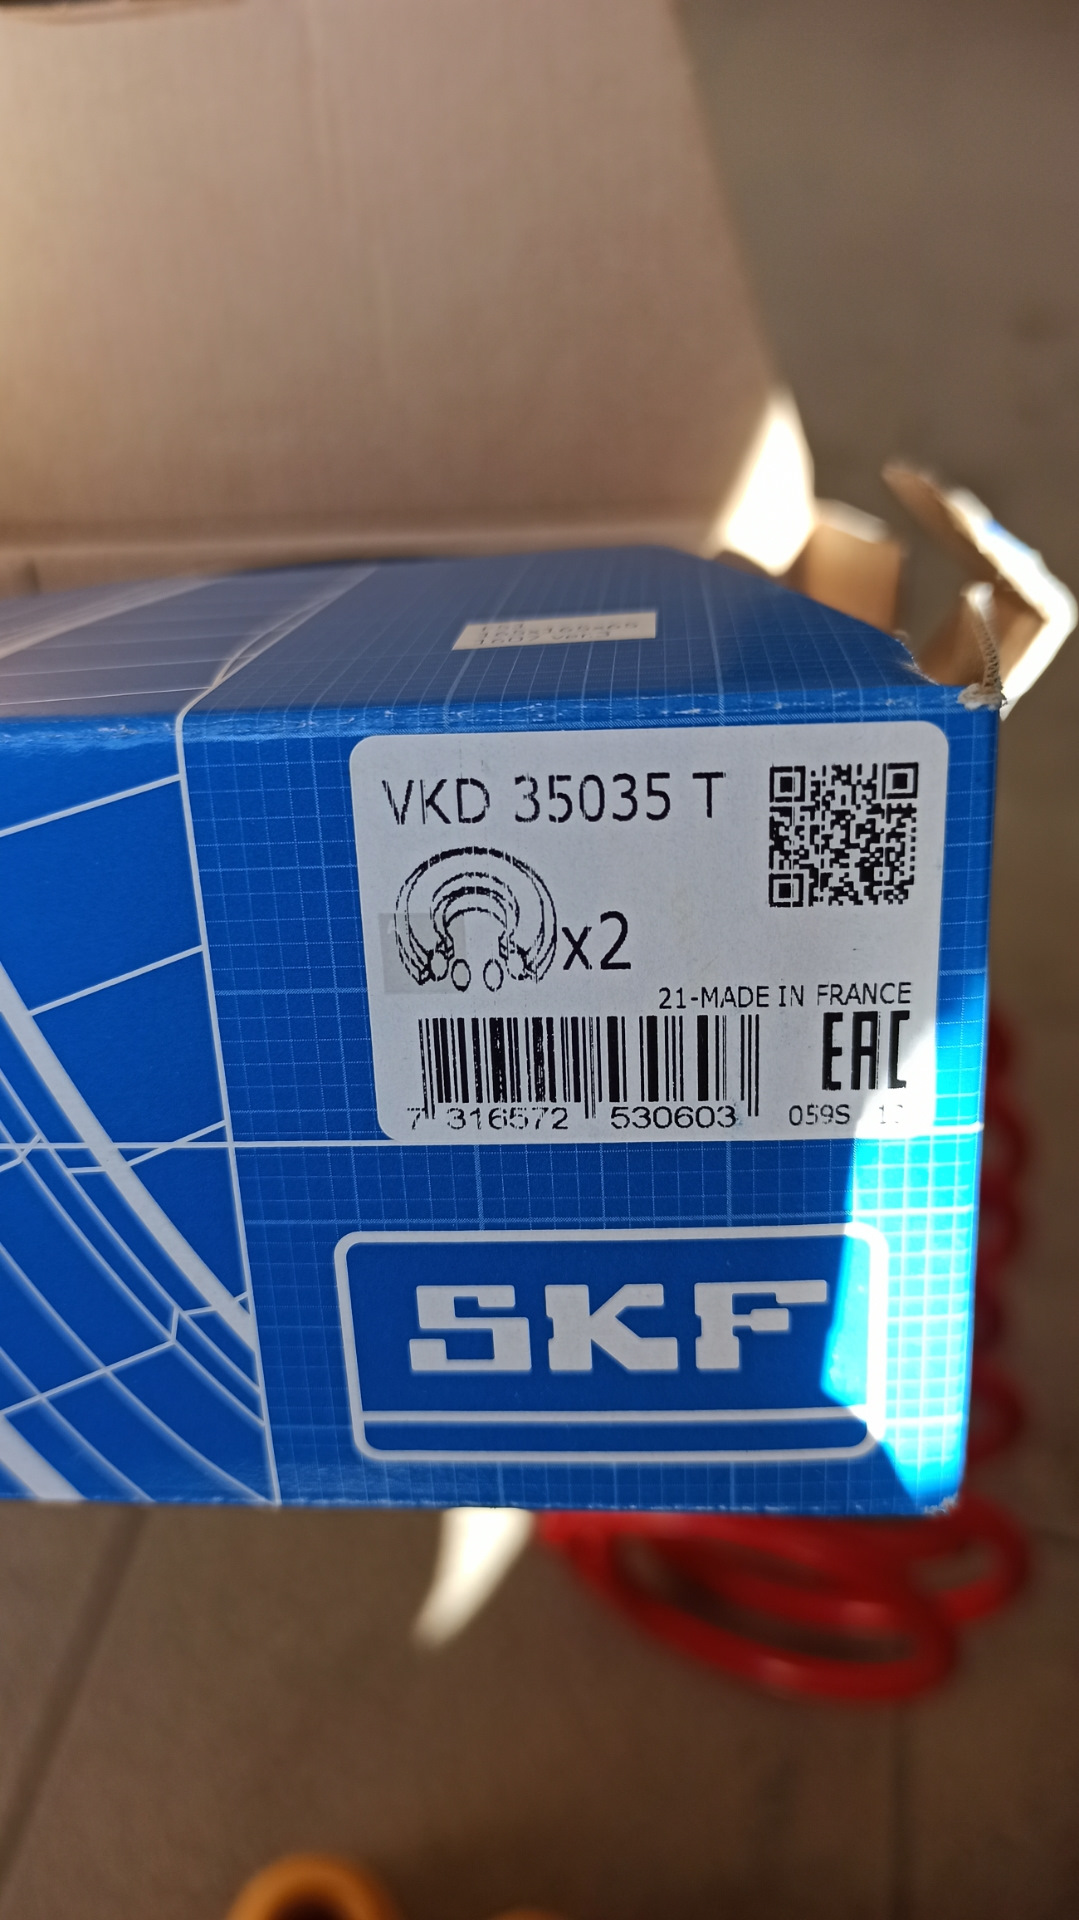 VKD 35035 T
x2
21-MADE IN FRANCE
EAC
7 316572 530603
059S
SKF